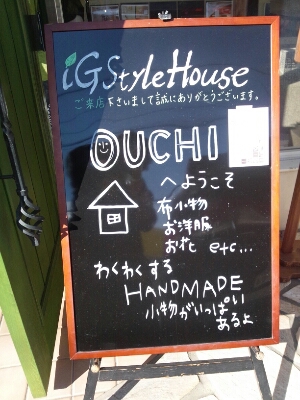 iGStyleHouse
ご来店下さいまして誠にありがとうございます。
OUCHI
へようこそ
布小物
お洋服
お花 etc...
わくわくする
HANDMADE
小物がいっぱい
あるよ